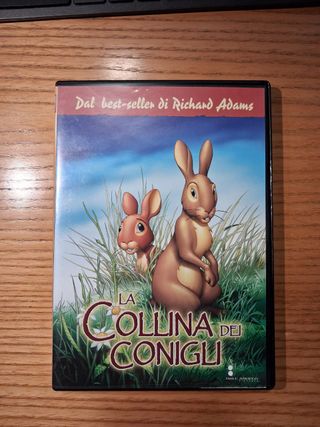 Dal best-seller di Richard Adams
LA
COLLINA DEI
CONIGLI